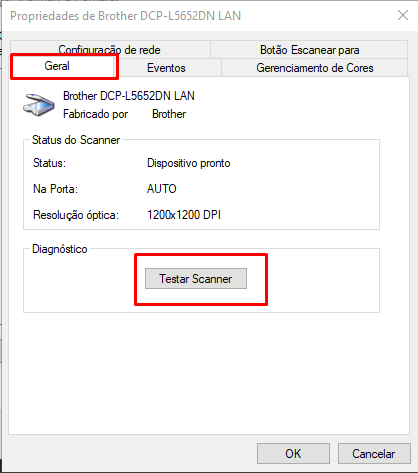 Propriedades de Brother DCP-L5652DN LAN
Configuração de rede
Botão Escanear para
Geral
Eventos
Gerenciamento de Cores
Brother DCP-L5652DN LAN
Fabricado por Brother
Status do Scanner
Status: Dispositivo pronto
Na Porta: AUTO
Resolução óptica: 1200x1200 DPI
Diagnóstico
Testar Scanner
OK
Cancelar